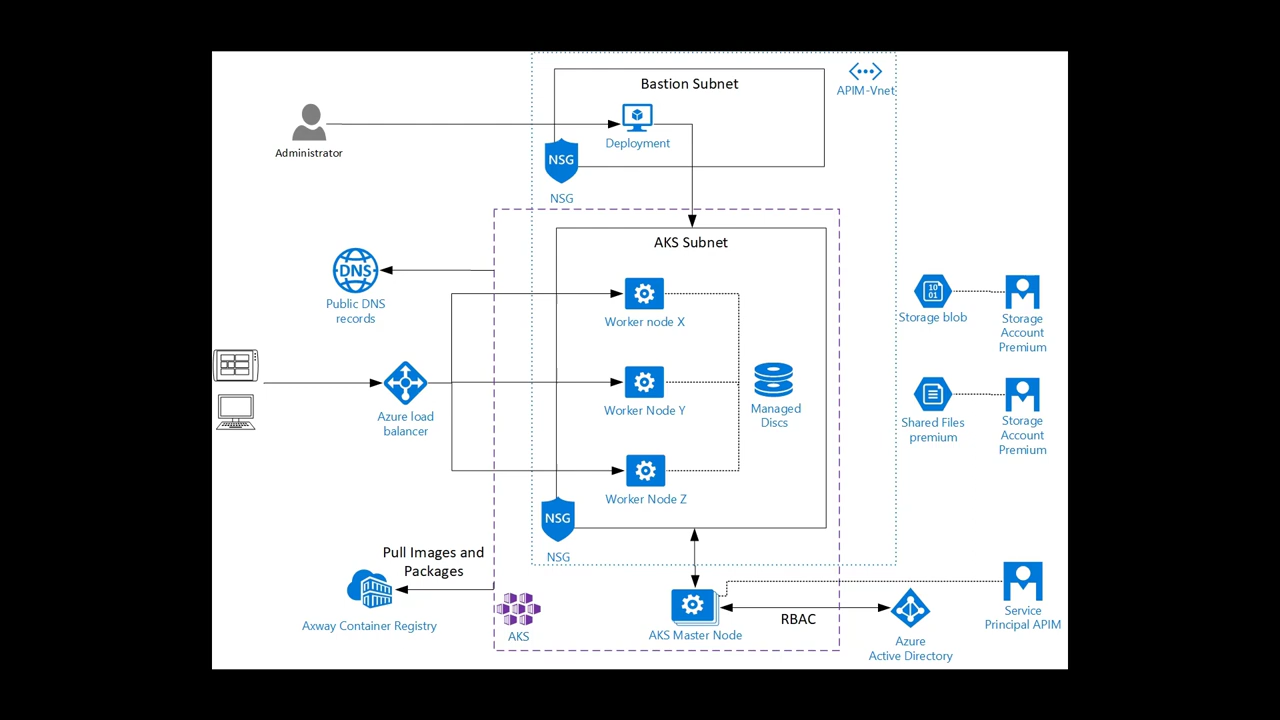 Bastion Subnet
APIM-Vnet
Deployment
Administrator
NSG
NSG
AKS Subnet
DNS
Public DNS
records
Worker node X
Storage blob
Storage
Account
Premium
Azure load
balancer
Worker Node Y
Managed
Discs
Shared Files
premium
Storage
Account
Premium
Worker Node Z
NSG
NSG
Pull Images and
Packages
Axway Container Registry
AKS
AKS Master Node
RBAC
Azure
Active Directory
Service
Principal APIM
10
01